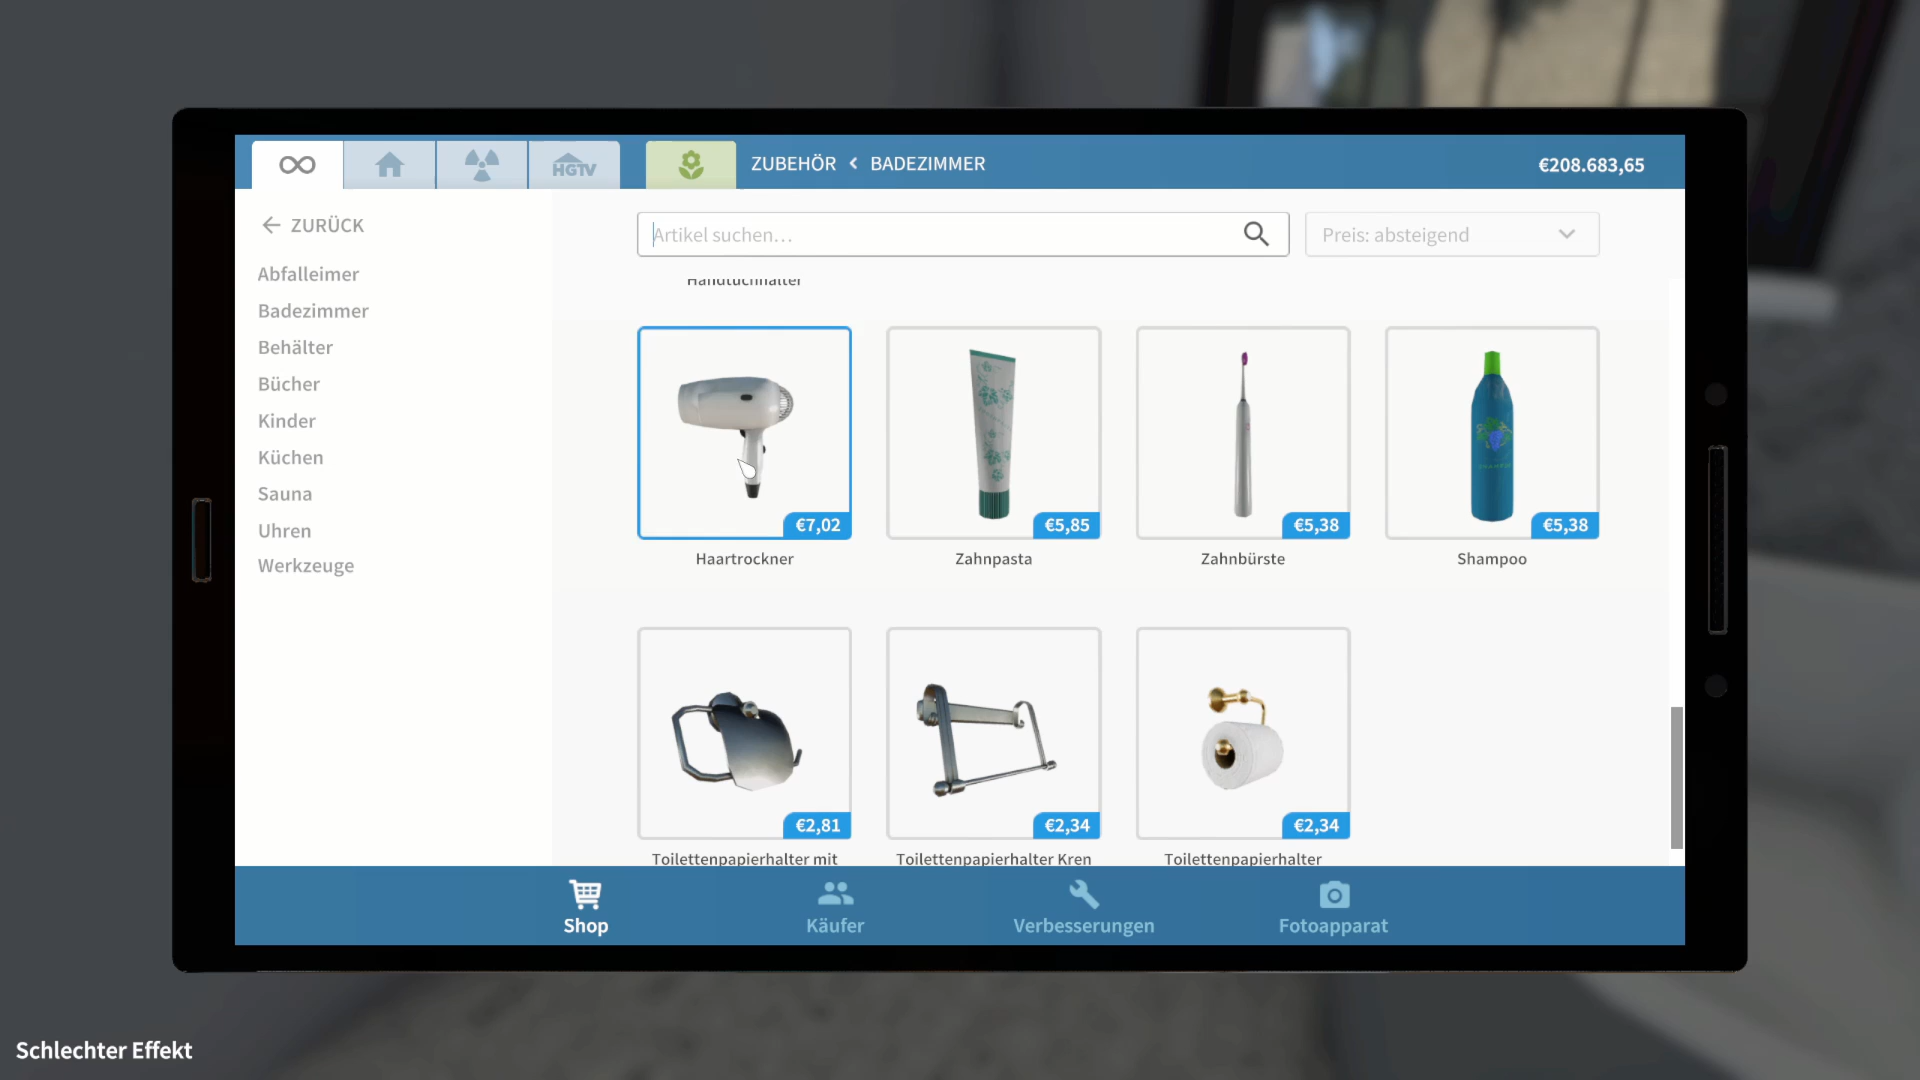 HGTV
ZUBEHÖR < BADEZIMMER
€208.683,65
ZURÜCK
Abfalleimer
Badezimmer
Behälter
Bücher
Kinder
Küchen
Sauna
Uhren
Werkzeuge
Artikel suchen...
Preis: absteigend
Handtuchhalter
€7,02
€5,85
€5,38
€5,38
Haartrockner
Zahnpasta
Zahnbürste
Shampoo
€2,81
€2,34
€2,34
Toilettenpapierhalter mit
Toilettenpapierhalter Kren
Toilettenpapierhalter
Shop
Käufer
Verbesserungen
Fotoapparat
Schlechter Effekt